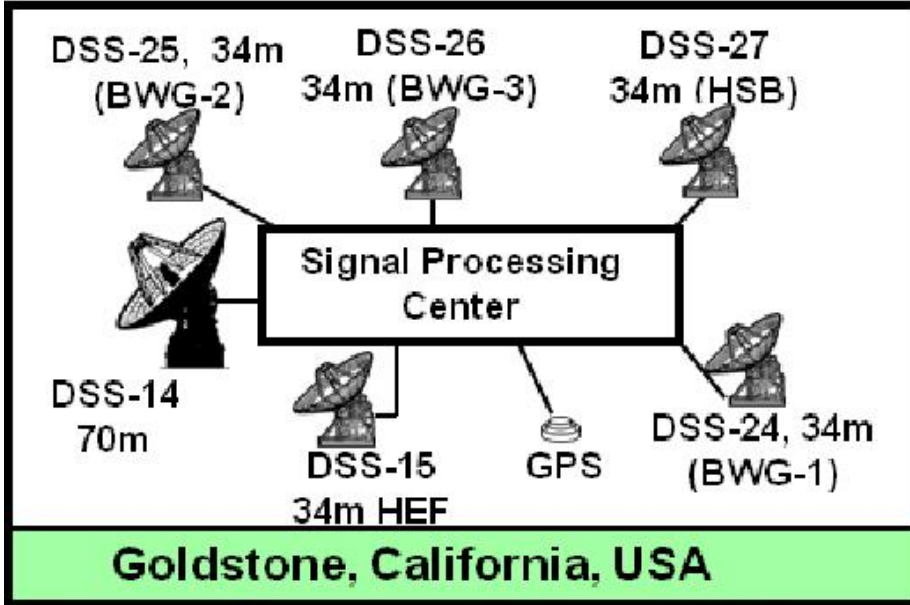 DSS-25, 34m
(BWG-2)
DSS-26
34m (BWG-3)
DSS-27
34m (HSB)
Signal Processing
Center
DSS-14
70m
DSS-15
34m HEF
GPS
DSS-24, 34m
(BWG-1)
Goldstone, California, USA